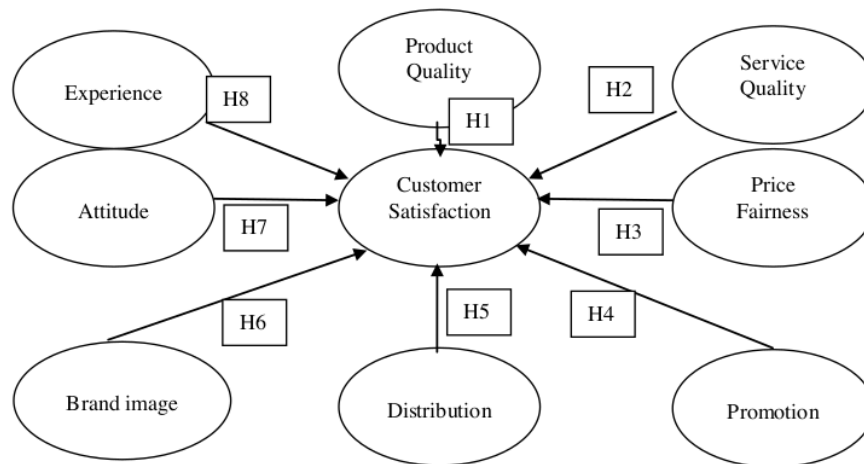 Product
Quality
Service
Quality
Experience
H8
H2
H1
Customer
Satisfaction
Price
Fairness
Attitude
H7
H3
H6
H5
H4
Brand image
Distribution
Promotion